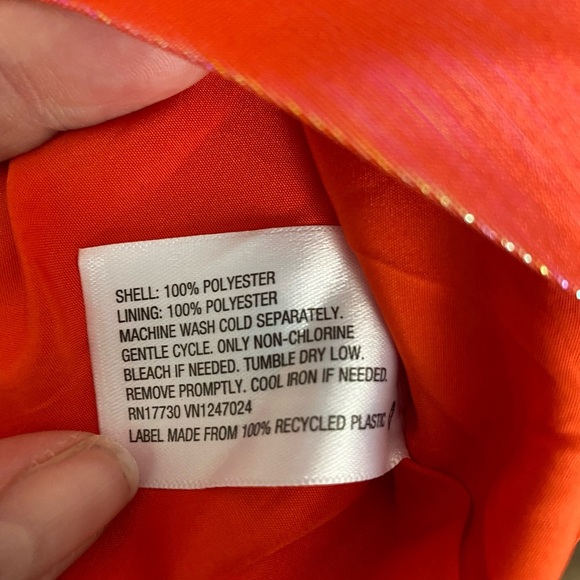 SHELL: 100% POLYESTER
LINING: 100% POLYESTER
MACHINE WASH COLD SEPARATELY.
GENTLE CYCLE. ONLY NON-CHLORINE
BLEACH IF NEEDED. TUMBLE DRY LOW.
REMOVE PROMPTLY. COOL IRON IF NEEDED.
RN17730 VN1247024
LABEL MADE FROM 100% RECYCLED PLASTIC